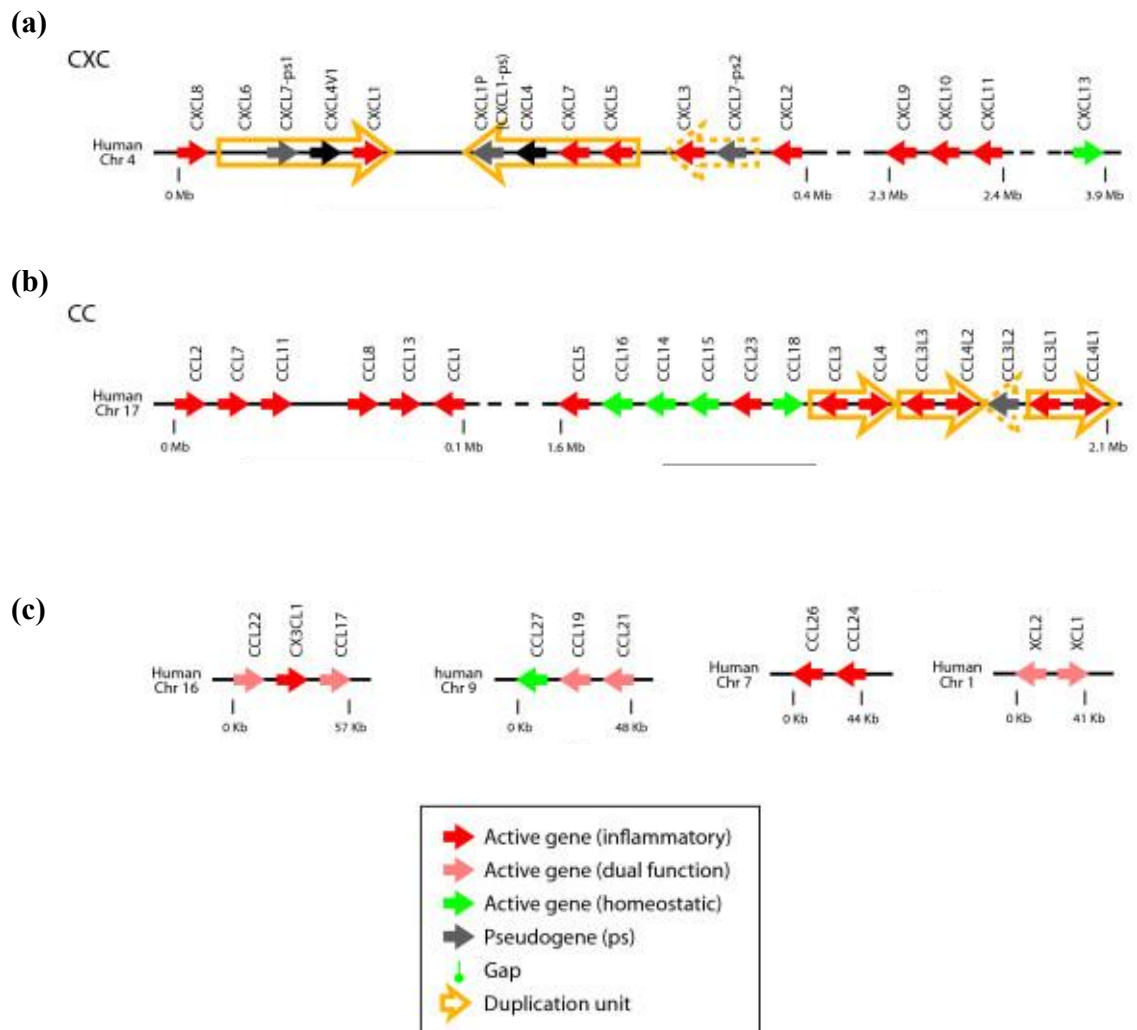 (a)
CXC
CXCL8 CXCL6 CXCL7-ps1 CXCL4V1 CXCL1 CXCL1P (CXCL1-ps) CXCL4 CXCL7 CXCL5 CXCL3 CXCL7-ps2 CXCL2 CXCL9 CXCL10 CXCL11 CXCL13
Human
Chr 4
0 Mb 0.4 Mb 2.3 Mb 2.4 Mb 3.9 Mb
(b)
CC
CCL2 CCL7 CCL11 CCL8 CCL13 CCL1 CCL5 CCL16 CCL14 CCL15 CCL23 CCL18 CCL3 CCL4 CCL3L3 CCL4L2 CCL3L2 CCL3L1 CCL4L1
Human
Chr 17
0 Mb 0.1 Mb 1.6 Mb 2.1 Mb
(c)
CCL22 CX3CL1 CCL17
Human
Chr 16
0 Kb 57 Kb
CCL27 CCL19 CCL21
human
Chr 9
0 Kb 48 Kb
CCL26 CCL24
Human
Chr 7
0 Kb 44 Kb
XCL2 XCL1
Human
Chr 1
0 Kb 41 Kb
Active gene (inflammatory)
Active gene (dual function)
Active gene (homeostatic)
Pseudogene (ps)
Gap
Duplication unit